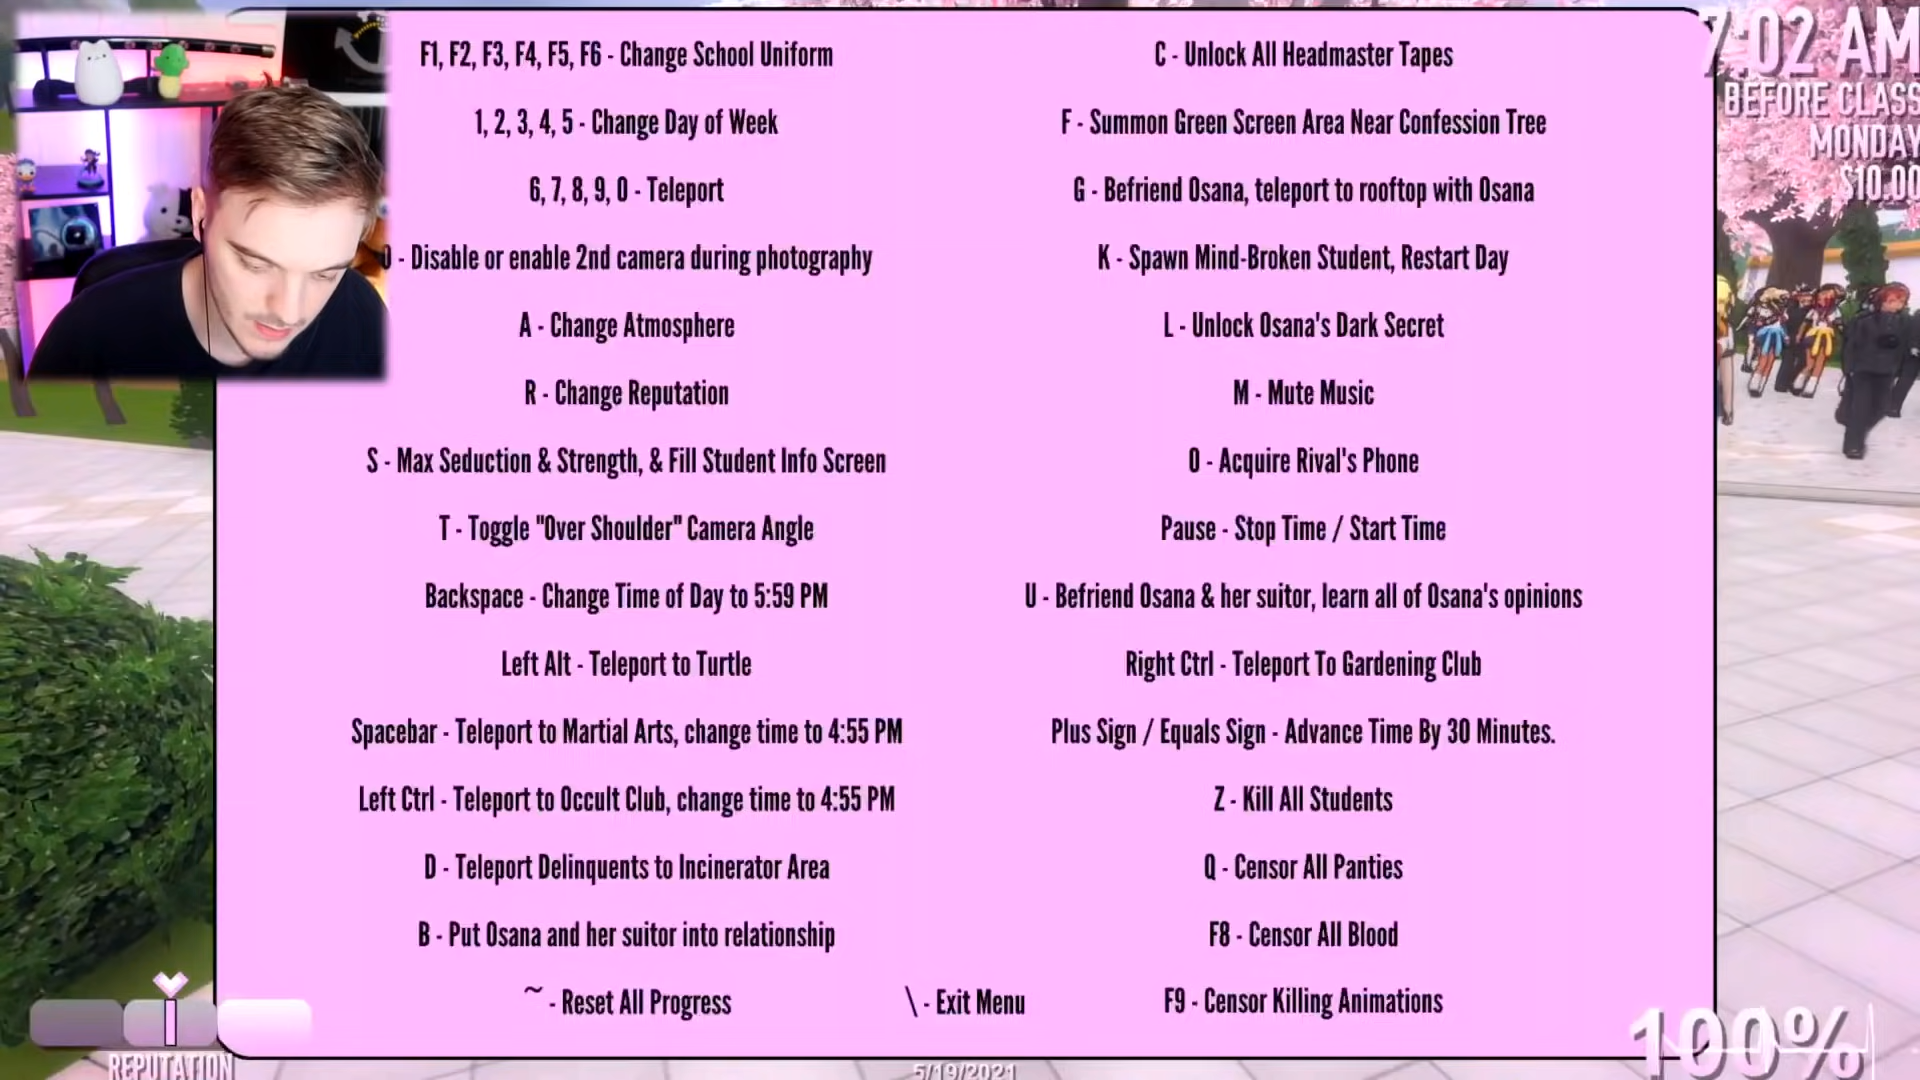 F1, F2, F3, F4, F5, F6 - Change School Uniform
1, 2, 3, 4, 5 - Change Day of Week
6, 7, 8, 9, 0 - Teleport
- Disable or enable 2nd camera during photography
A - Change Atmosphere
R - Change Reputation
S - Max Seduction & Strength, & Fill Student Info Screen
T - Toggle "Over Shoulder" Camera Angle
Backspace - Change Time of Day to 5:59 PM
Left Alt - Teleport to Turtle
Spacebar - Teleport to Martial Arts, change time to 4:55 PM
Left Ctrl - Teleport to Occult Club, change time to 4:55 PM
D - Teleport Delinquents to Incinerator Area
B - Put Osana and her suitor into relationship
~ - Reset All Progress
\ - Exit Menu
C - Unlock All Headmaster Tapes
F - Summon Green Screen Area Near Confession Tree
G - Befriend Osana, teleport to rooftop with Osana
K - Spawn Mind-Broken Student, Restart Day
L - Unlock Osana's Dark Secret
M - Mute Music
O - Acquire Rival's Phone
Pause - Stop Time / Start Time
U - Befriend Osana & her suitor, learn all of Osana's opinions
Right Ctrl - Teleport To Gardening Club
Plus Sign / Equals Sign - Advance Time By 30 Minutes.
Z - Kill All Students
Q - Censor All Panties
F8 - Censor All Blood
F9 - Censor Killing Animations
7:02 AM
BEFORE CLASS
MONDAY
$10.00
REPUTATION
5/19/2021
100%